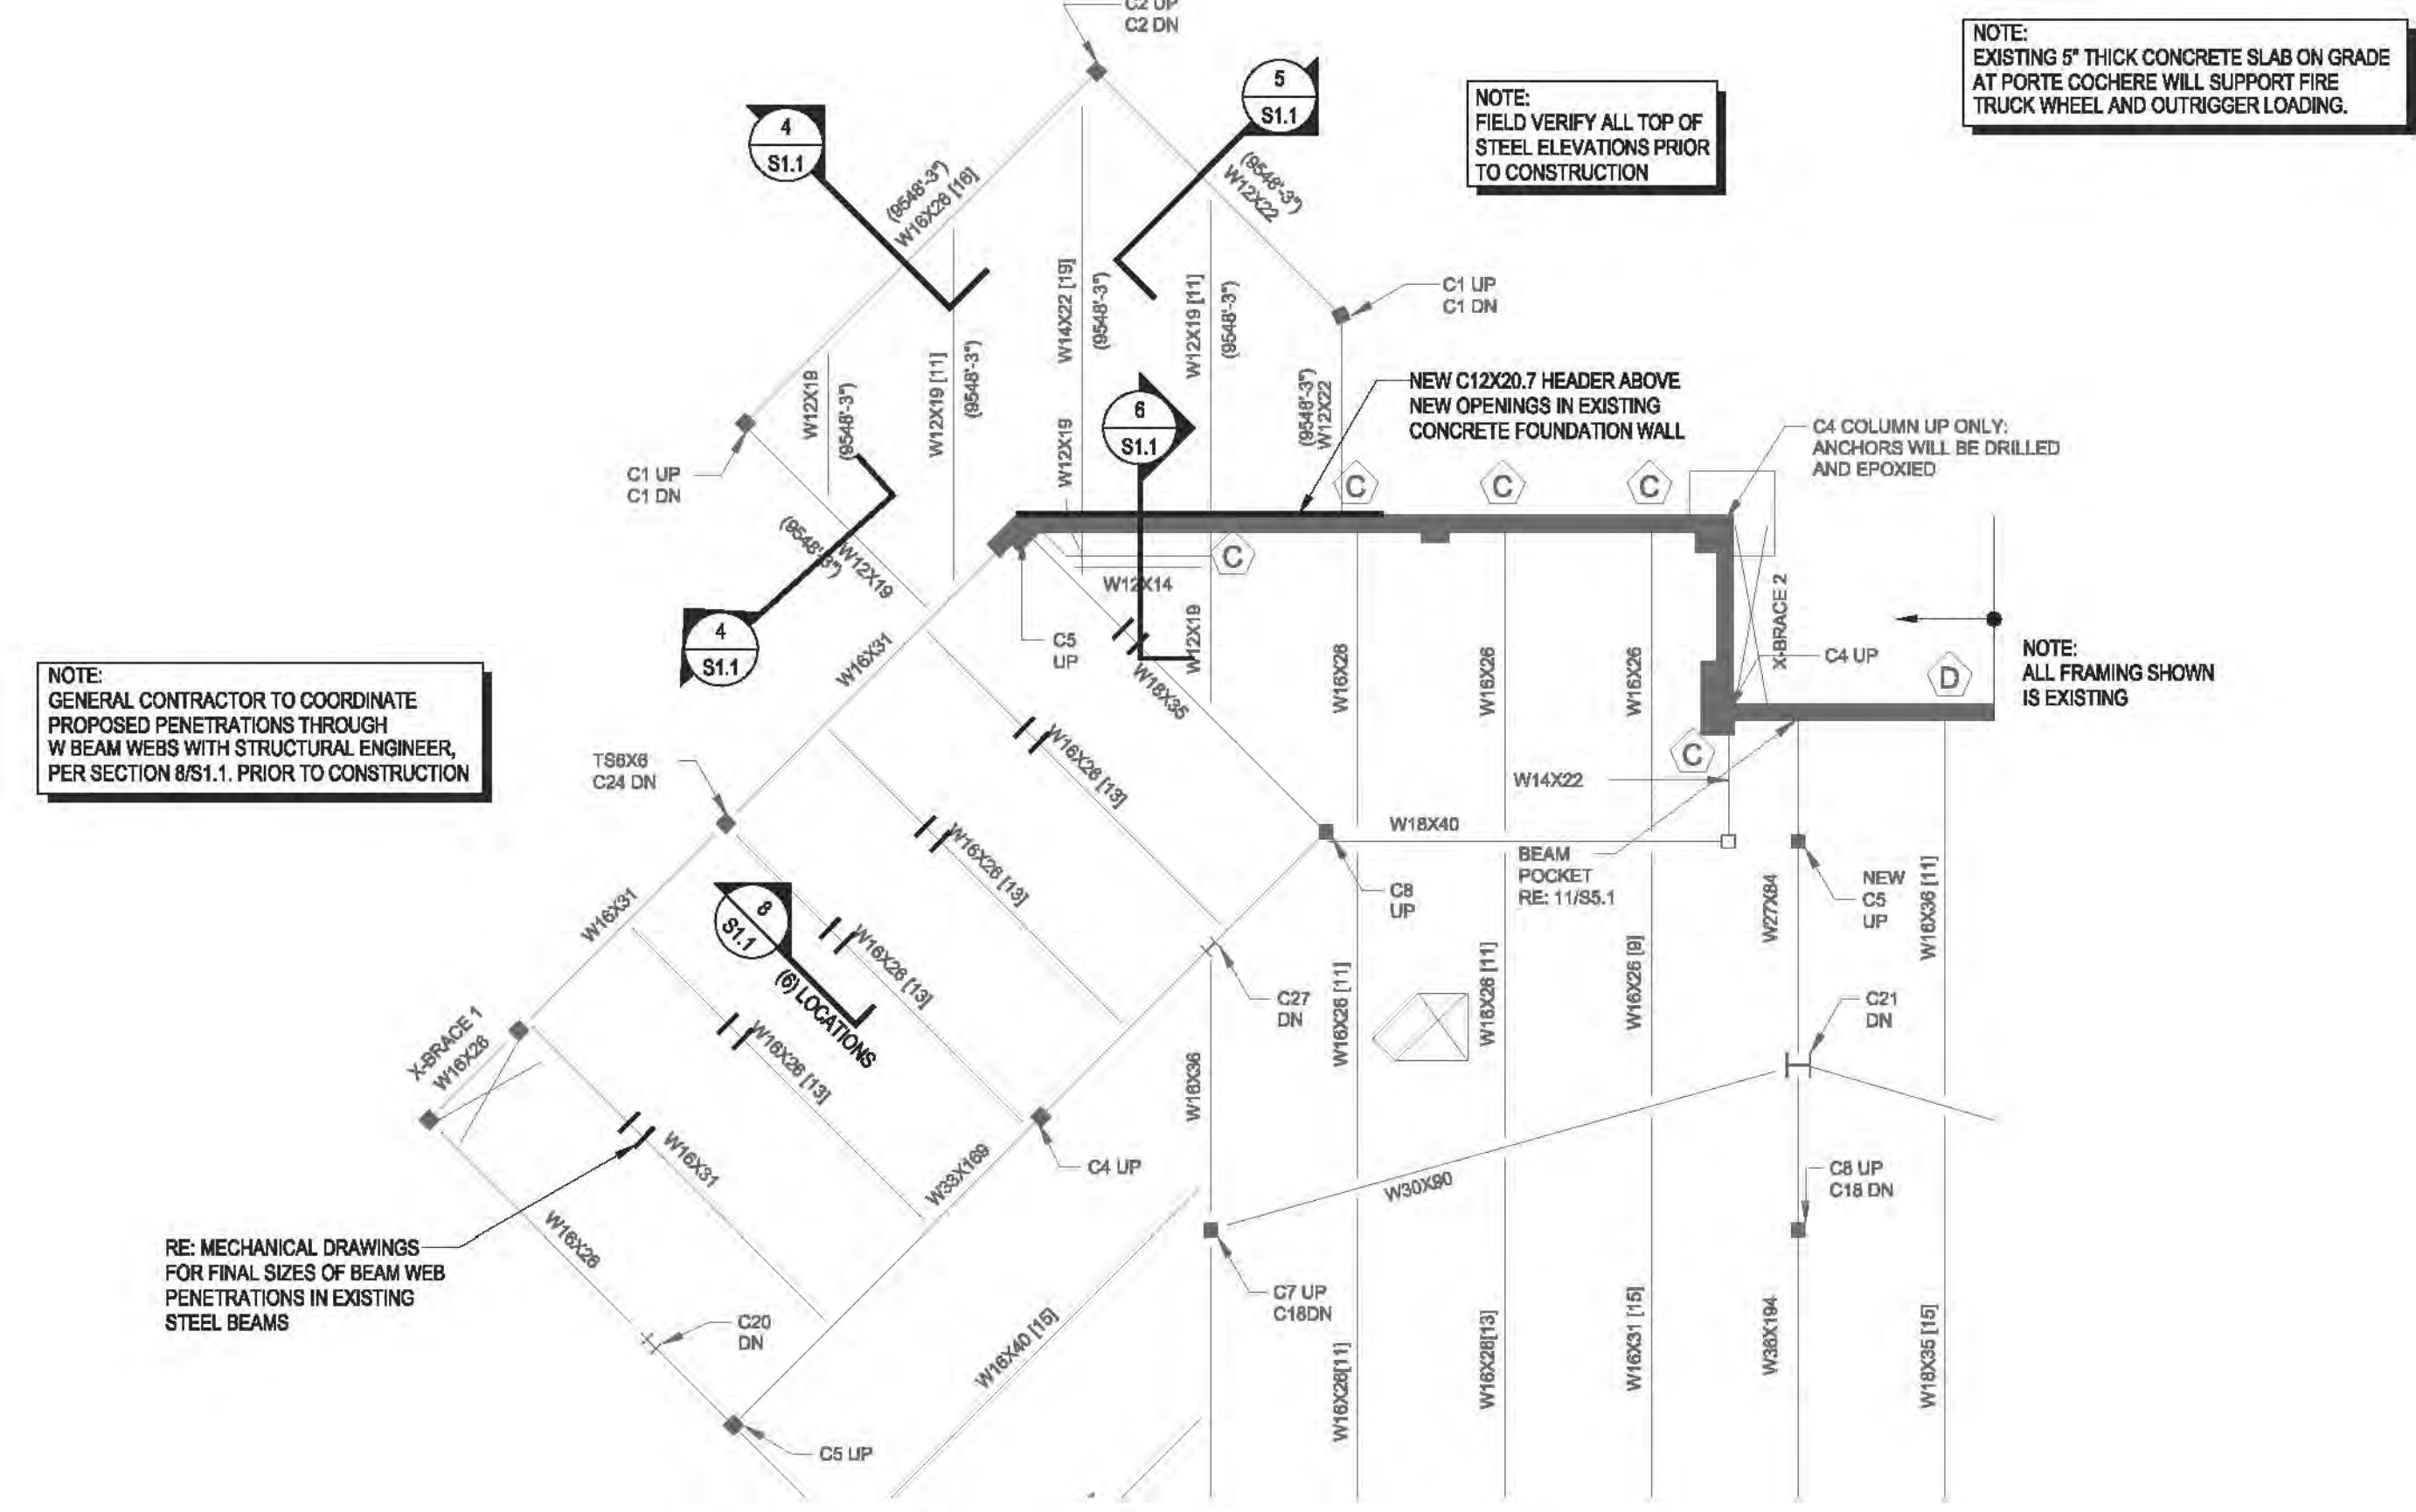 C2 UP
C2 DN
NOTE:
EXISTING 5" THICK CONCRETE SLAB ON GRADE
AT PORTE COCHERE WILL SUPPORT FIRE
TRUCK WHEEL AND OUTRIGGER LOADING.
NOTE:
FIELD VERIFY ALL TOP OF
STEEL ELEVATIONS PRIOR
TO CONSTRUCTION
5
S1.1
4
S1.1
(9548'-3")
W16X26 [16]
(9548'-3")
W12X22
W14X22 [19]
(9548'-3")
W12X19 [11]
(9548'-3")
C1 UP
C1 DN
W12X19
(9548'-3")
W12X19 [11]
(9548'-3")
W12X19
6
S1.1
(9548'-3")
W12X22
NEW C12X20.7 HEADER ABOVE
NEW OPENINGS IN EXISTING
CONCRETE FOUNDATION WALL
C4 COLUMN UP ONLY:
ANCHORS WILL BE DRILLED
AND EPOXIED
C1 UP
C1 DN
C
C
C
(9548'-3")
W12X19
C
W12X14
X-BRACE 2
4
S1.1
C5
UP
W12X19
W16X31
W18X35
W16X26
W16X26
W16X26
C4 UP
D
NOTE:
ALL FRAMING SHOWN
IS EXISTING
NOTE:
GENERAL CONTRACTOR TO COORDINATE
PROPOSED PENETRATIONS THROUGH
W BEAM WEBS WITH STRUCTURAL ENGINEER,
PER SECTION 8/S1.1. PRIOR TO CONSTRUCTION
TS6X6
C24 DN
W16X26 [13]
C
W14X22
W18X40
W16X26 [13]
BEAM
POCKET
RE: 11/S5.1
C8
UP
NEW
C5
UP
W27X84
W16X36 [11]
W16X31
8
S1.1
(6) LOCATIONS
W16X26 [13]
W16X26 [11]
W16X26 [11]
W16X26 [9]
C27
DN
C21
DN
X-BRACE 1
W16X26
W16X26 [13]
W16X36
W16X31
W33X169
C4 UP
W30X90
C8 UP
C18 DN
RE: MECHANICAL DRAWINGS
FOR FINAL SIZES OF BEAM WEB
PENETRATIONS IN EXISTING
STEEL BEAMS
W16X26
C20
DN
C7 UP
C18DN
W16X40 [15]
W16X26[11]
W16X26[13]
W16X31 [15]
W36X194
W18X35 [15]
C5 UP